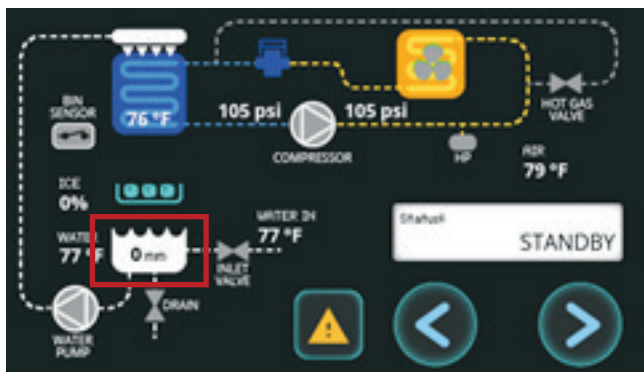 BIN
SENSOR
76 °F
105 psi
105 psi
COMPRESSOR
HOT GAS
VALVE
HP
AIR
79 °F
ICE
0%
WATER
77 °F
0 mm
WATER IN
77 °F
INLET
VALVE
DRAIN
WATER
PUMP
Status
STANDBY